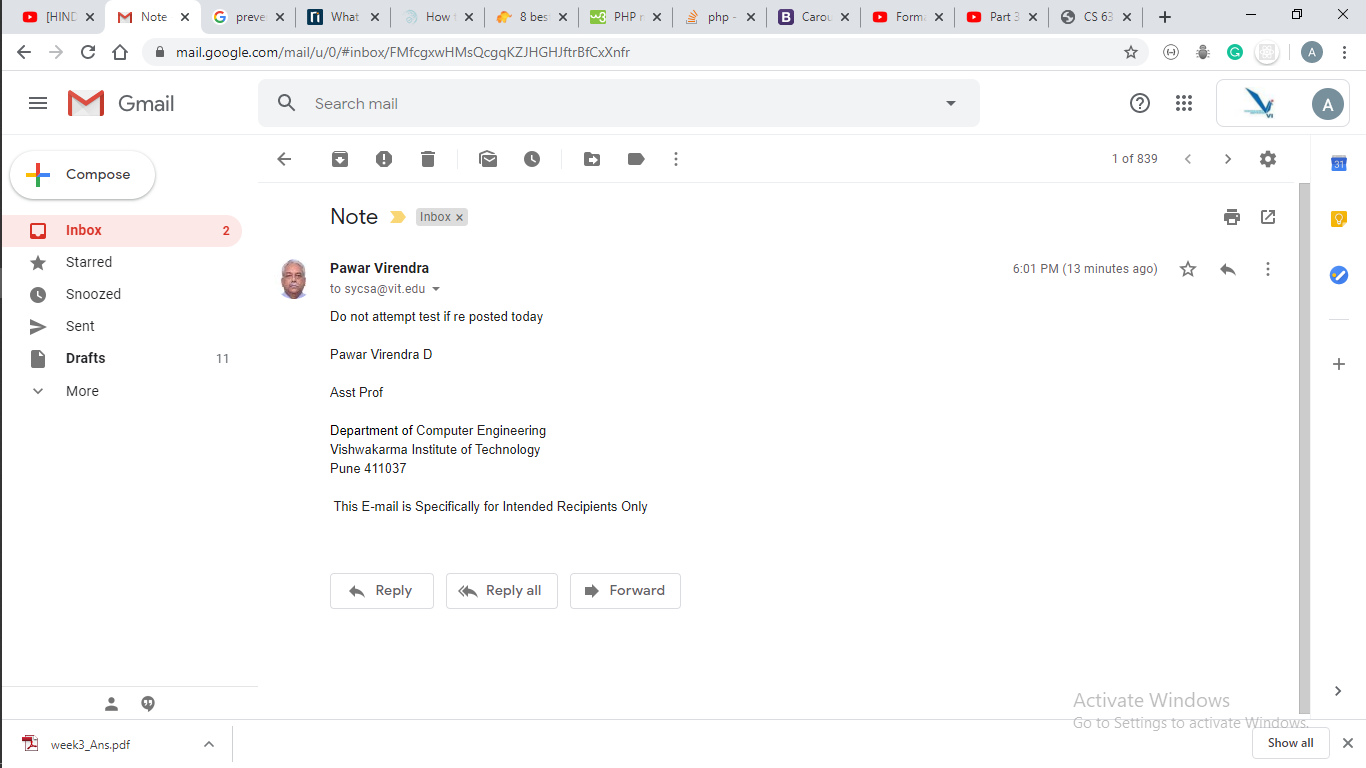 [HIND
Note
preve
What
How
8 bes
PHP
php -
Carou
Form
Part 3
CS 63
mail.google.com/mail/u/0/#inbox/FMfcgxwHMsQcgqKZJHGHJftrBfCxXnfr
A
Gmail
Search mail
VI
A
Compose
1 of 839
31
Inbox 2
Starred
Snoozed
Sent
Drafts 11
More
Note Inbox x
Pawar Virendra 6:01 PM (13 minutes ago)
to sycsa@vit.edu
Do not attempt test if re posted today
Pawar Virendra D
Asst Prof
Department of Computer Engineering
Vishwakarma Institute of Technology
Pune 411037
This E-mail is Specifically for Intended Recipients Only
Reply Reply all Forward
Activate Windows
Go to Settings to activate Windows.
week3_Ans.pdf
Show all